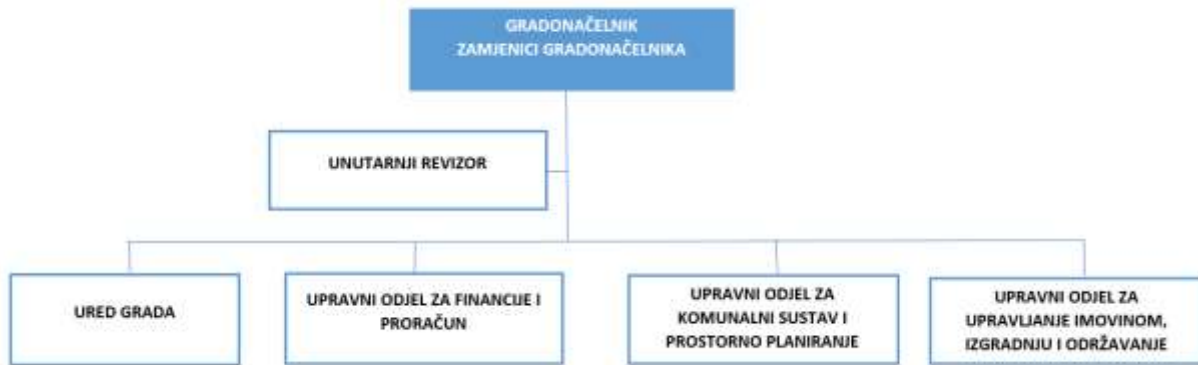 GRADONAČELNIK
ZAMJENICI GRADONAČELNIKA
UNUTARNJI REVIZOR
URED GRADA
UPRAVNI ODJEL ZA FINANCIJE I
PRORAČUN
UPRAVNI ODJEL ZA
KOMUNALNI SUSTAV I
PROSTORNO PLANIRANJE
UPRAVNI ODJEL ZA
UPRAVLJANJE IMOVINOM,
IZGRADNJU I ODRŽAVANJE